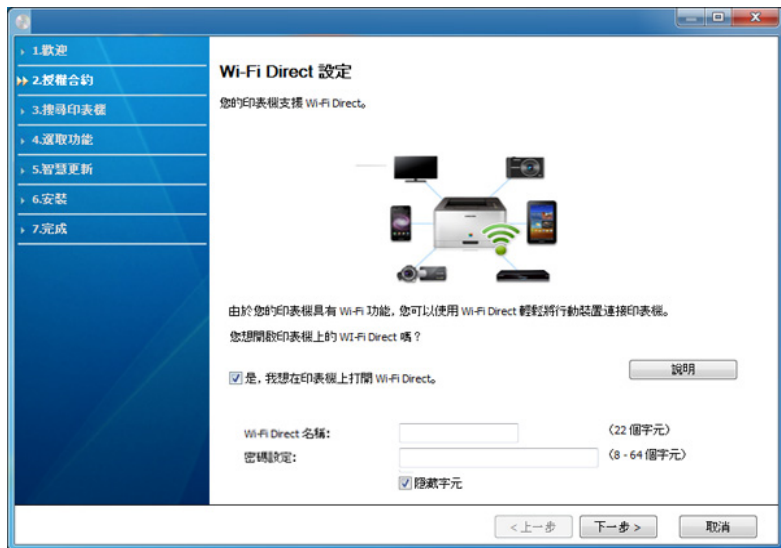 1.歡迎
2.授權合約
3.搜尋印表機
4.選取功能
5.智慧更新
6.安裝
7.完成
Wi-Fi Direct 設定
您的印表機支援 Wi-Fi Direct。
由於您的印表機具有 Wi-Fi 功能, 您可以使用 Wi-Fi Direct 輕鬆將行動裝置連接印表機。
您想開啟印表機上的 WI-Fi Direct 嗎？
是, 我想在印表機上打開 Wi-Fi Direct。
說明
Wi-Fi Direct 名稱: (22 個字元)
密碼設定: (8 - 64 個字元)
隱藏字元
< 上一步 下一步 > 取消